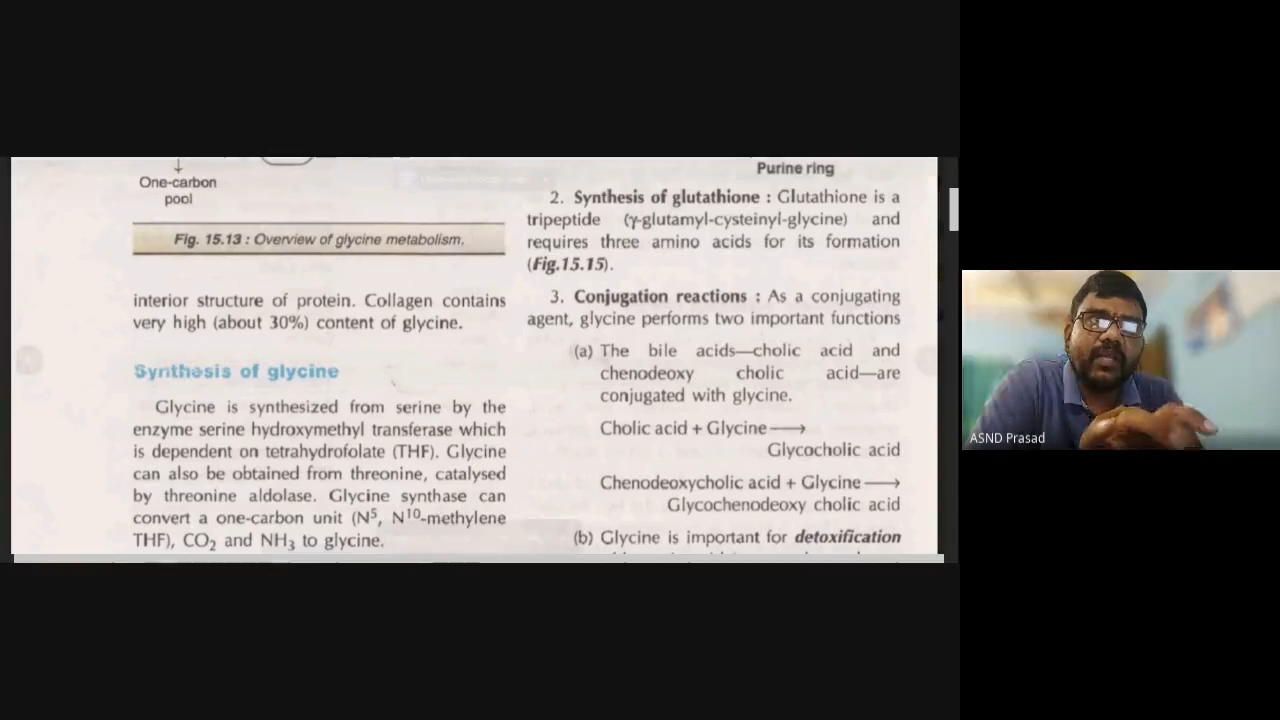 One-carbon
pool
Fig. 15.13 : Overview of glycine metabolism.
interior structure of protein. Collagen contains
very high (about 30%) content of glycine.
Synthesis of glycine
Glycine is synthesized from serine by the
enzyme serine hydroxymethyl transferase which
is dependent on tetrahydrofolate (THF). Glycine
can also be obtained from threonine, catalysed
by threonine aldolase. Glycine synthase can
convert a one-carbon unit (N⁵, N¹⁰-methylene
THF), CO₂ and NH₃ to glycine.
Purine ring
2. Synthesis of glutathione : Glutathione is a
tripeptide (γ-glutamyl-cysteinyl-glycine) and
requires three amino acids for its formation
(Fig.15.15).
3. Conjugation reactions : As a conjugating
agent, glycine performs two important functions
(a) The bile acids—cholic acid and
chenodeoxy cholic acid—are
conjugated with glycine.
Cholic acid + Glycine ⟶
Glycocholic acid
Chenodeoxycholic acid + Glycine ⟶
Glycochenodeoxy cholic acid
(b) Glycine is important for detoxification
ASND Prasad